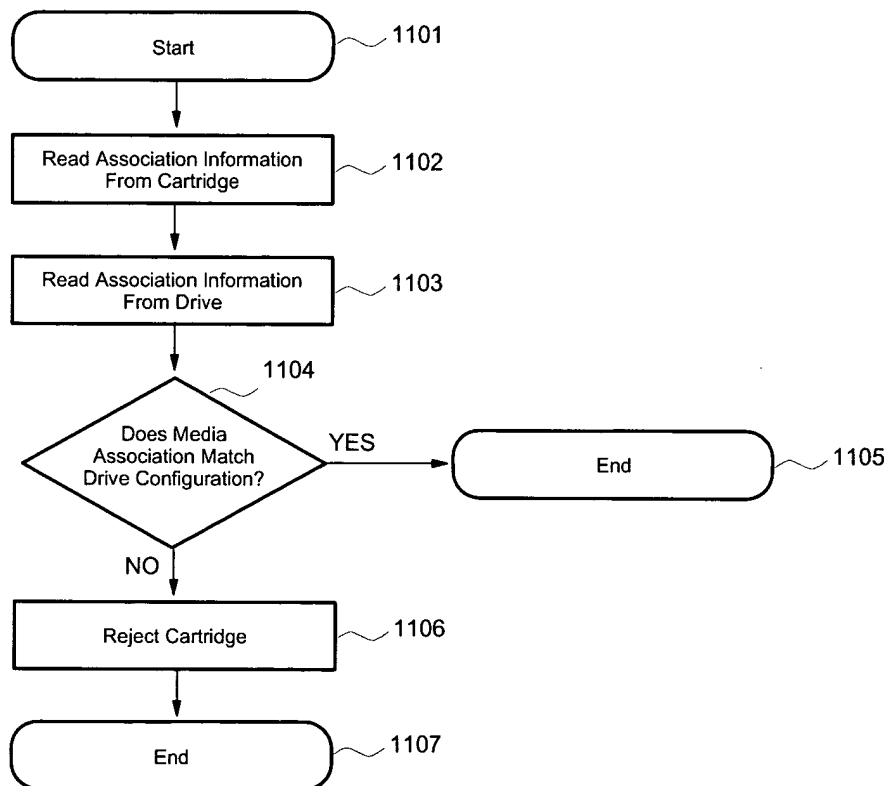 Start
1101
Read Association Information
From Cartridge
1102
Read Association Information
From Drive
1103
1104
Does Media
Association Match
Drive Configuration?
YES
End
1105
NO
Reject Cartridge
1106
End
1107